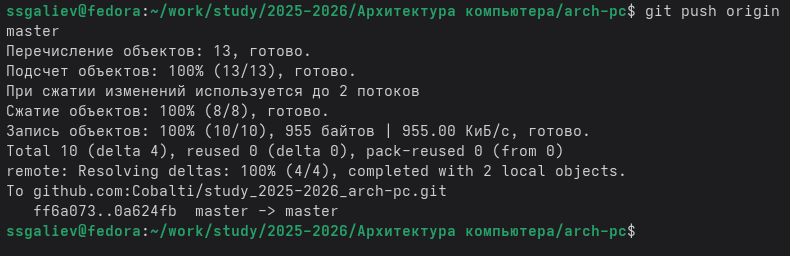 ssgaliev@fedora:~/work/study/2025-2026/Архитектура компьютера/arch-pc$ git push origin
master
Перечисление объектов: 13, готово.
Подсчет объектов: 100% (13/13), готово.
При сжатии изменений используется до 2 потоков
Сжатие объектов: 100% (8/8), готово.
Запись объектов: 100% (10/10), 955 байтов | 955.00 КиБ/с, готово.
Total 10 (delta 4), reused 0 (delta 0), pack-reused 0 (from 0)
remote: Resolving deltas: 100% (4/4), completed with 2 local objects.
To github.com:Cobalti/study_2025-2026_arch-pc.git
   ff6a073..0a624fb  master -> master
ssgaliev@fedora:~/work/study/2025-2026/Архитектура компьютера/arch-pc$